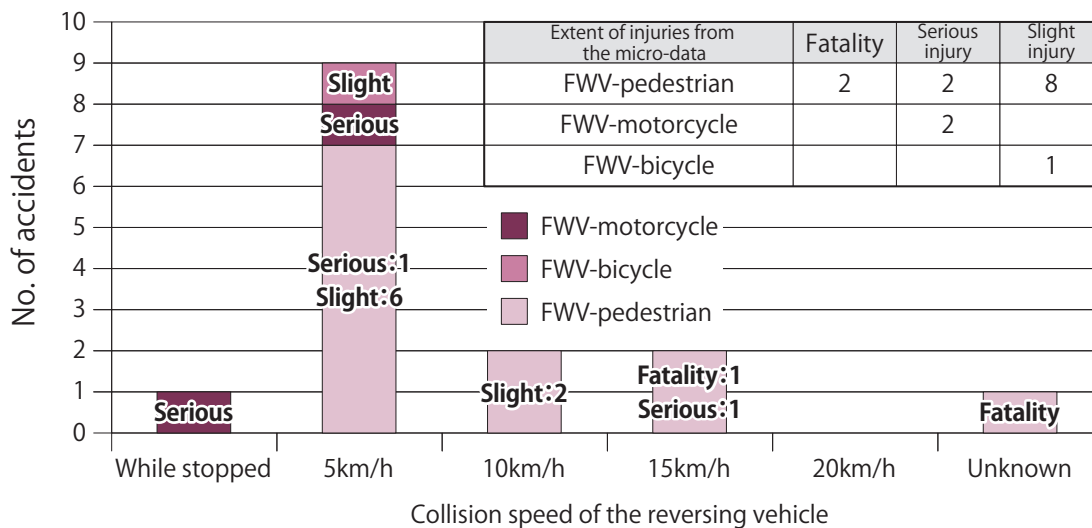 10
9
8
7
6
5
4
3
2
1
0
No. of accidents
Extent of injuries from the micro-data Fatality Serious injury Slight injury
FWV-pedestrian 2 2 8
FWV-motorcycle 2
FWV-bicycle 1
FWV-motorcycle
FWV-bicycle
FWV-pedestrian
Serious
Slight
Serious
Serious:1
Slight:6
Slight:2
Fatality:1
Serious:1
Fatality
While stopped 5km/h 10km/h 15km/h 20km/h Unknown
Collision speed of the reversing vehicle